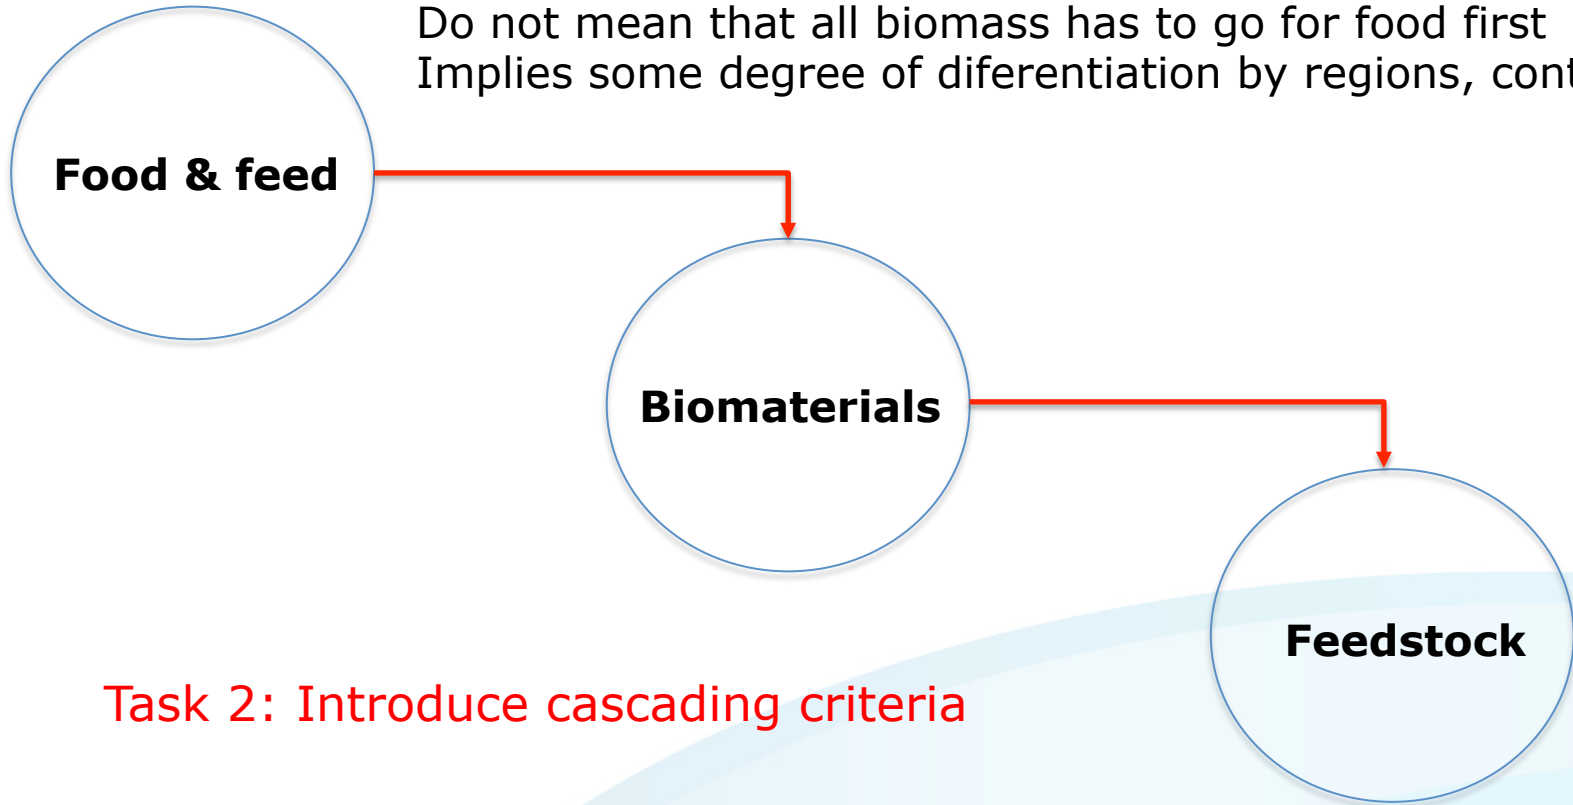 Do not mean that all biomass has to go for food first
Implies some degree of diferentiation by regions,
Food & feed
Biomaterials
Feedstock
Task 2: Introduce cascading criteria